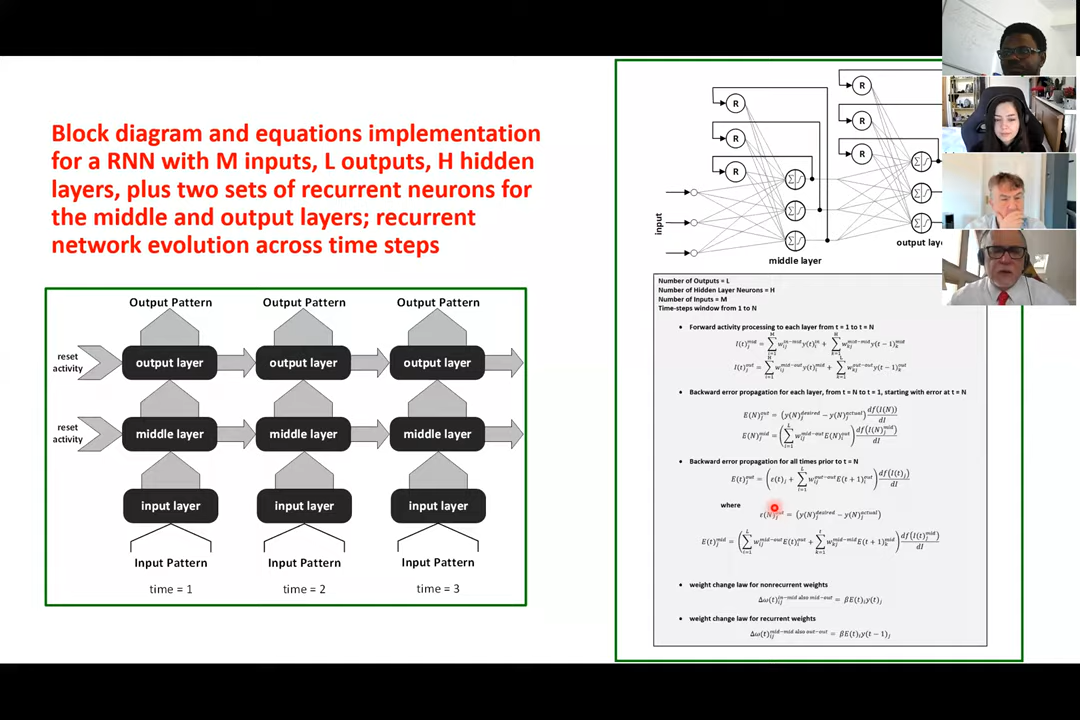 Block diagram and equations implementation
for a RNN with M inputs, L outputs, H hidden
layers, plus two sets of recurrent neurons for
the middle and output layers; recurrent
network evolution across time steps
Output Pattern Output Pattern Output Pattern
reset
activity
output layer output layer output layer
reset
activity
middle layer middle layer middle layer
input layer input layer input layer
Input Pattern Input Pattern Input Pattern
time = 1 time = 2 time = 3
R
R
R
R
R
R
input
middle layer
output
Number of Outputs = L
Number of Hidden Layer Neurons = H
Number of Inputs = M
Time-steps window from 1 to N
• Forward activity processing to each layer from t = 1 to t = N
• Backward error propagation for each layer, from t = N to t = 1, starting with error at t = N
• Backward error propagation for all times prior to t = N
where
• weight change law for nonrecurrent weights
• weight change law for recurrent weights